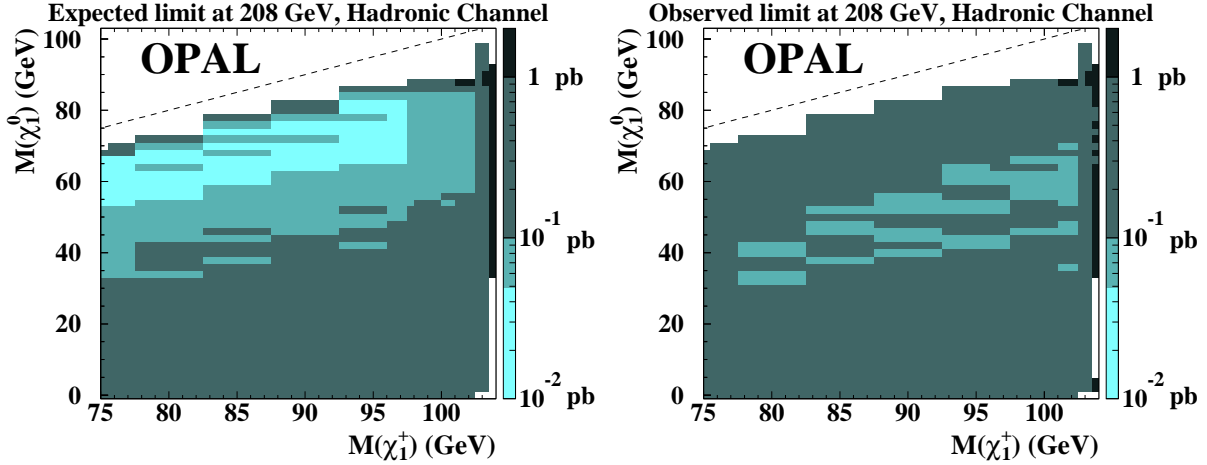 Expected limit at 208 GeV, Hadronic Channel
OPAL
M(χ̃₁⁰) (GeV)
100
80
60
40
20
0
75 80 85 90 95 100
M(χ₁⁺) (GeV)
1 pb
10⁻¹ pb
10⁻² pb
Observed limit at 208 GeV, Hadronic Channel
OPAL
M(χ₁⁰) (GeV)
100
80
60
40
20
0
75 80 85 90 95 100
M(χ₁⁺) (GeV)
1 pb
10⁻¹ pb
10⁻² pb